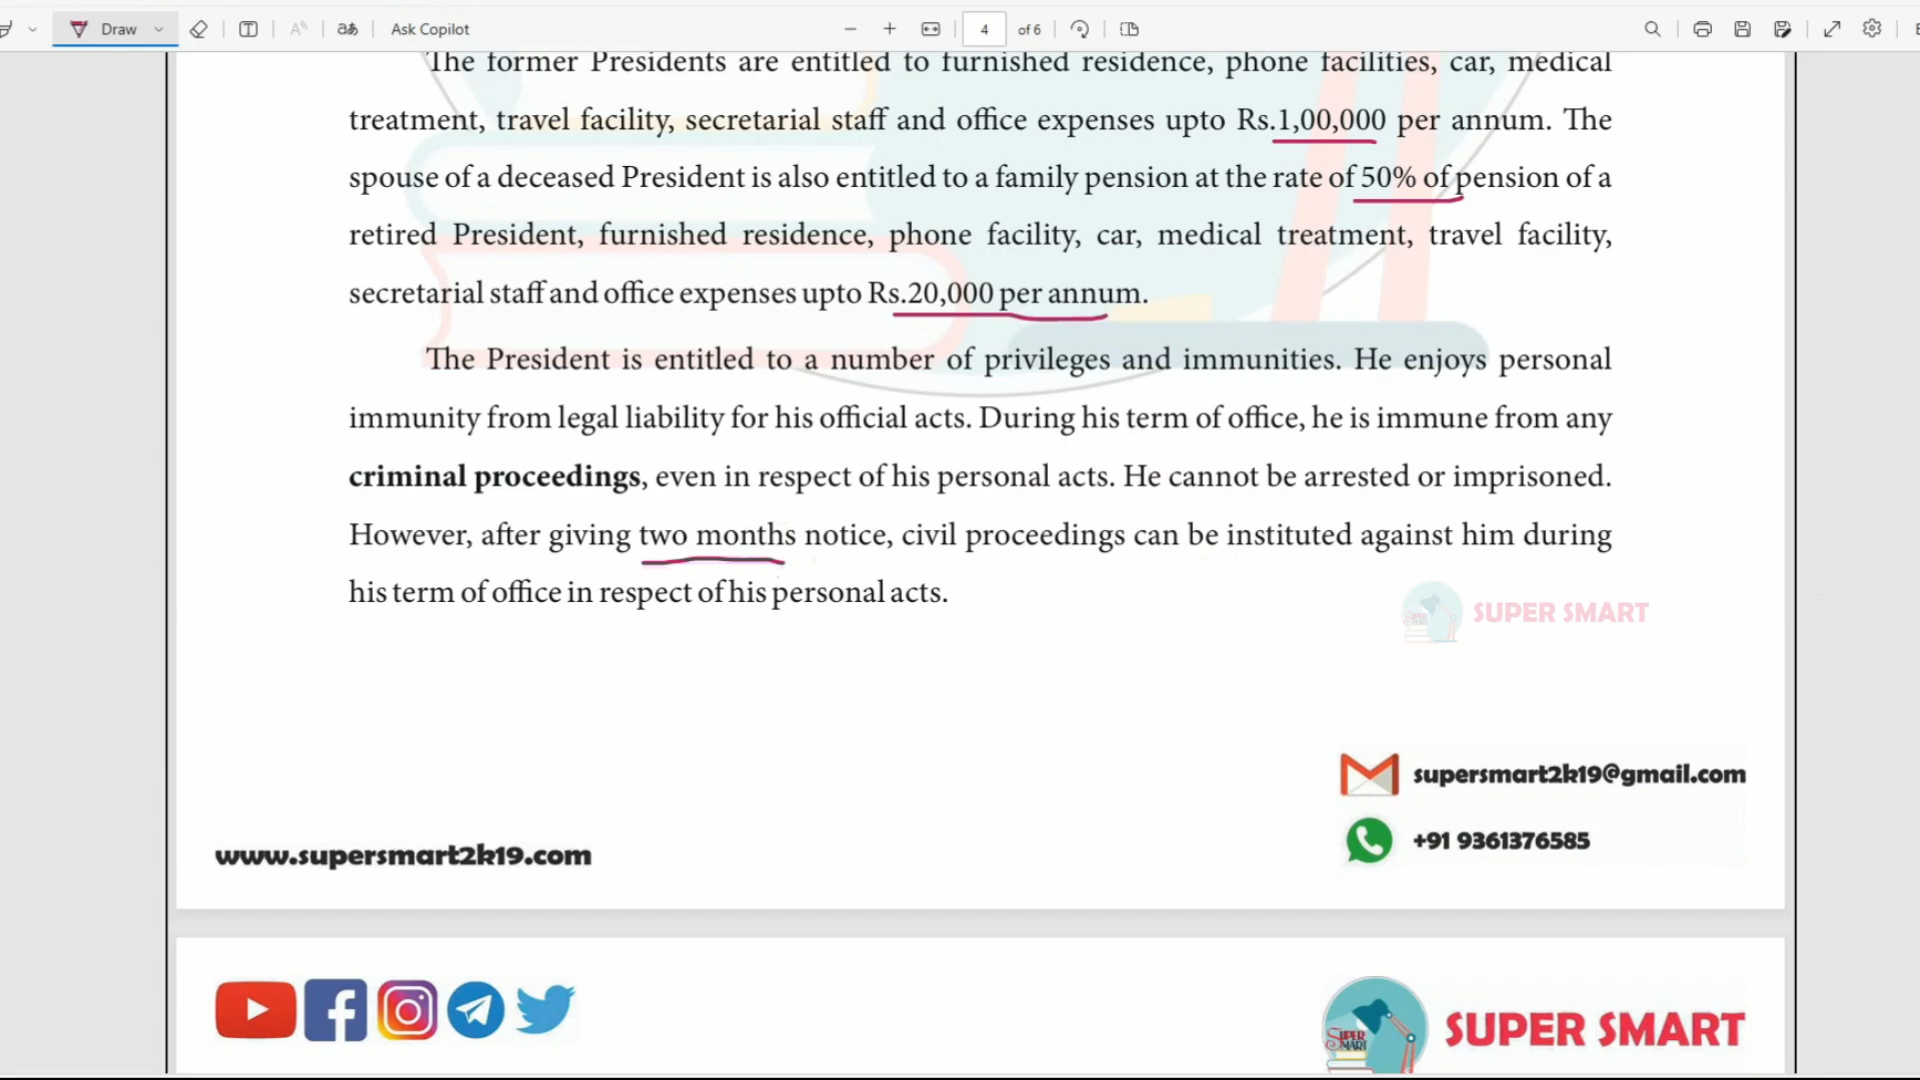 Draw
aあ
Ask Copilot
4
of 6
The former Presidents are entitled to furnished residence, phone facilities, car, medical
treatment, travel facility, secretarial staff and office expenses upto Rs.1,00,000 per annum. The
spouse of a deceased President is also entitled to a family pension at the rate of 50% of pension of a
retired President, furnished residence, phone facility, car, medical treatment, travel facility,
secretarial staff and office expenses upto Rs.20,000 per annum.
The President is entitled to a number of privileges and immunities. He enjoys personal
immunity from legal liability for his official acts. During his term of office, he is immune from any
criminal proceedings, even in respect of his personal acts. He cannot be arrested or imprisoned.
However, after giving two months notice, civil proceedings can be instituted against him during
his term of office in respect of his personal acts.
SUPER SMART
supersmart2k19@gmail.com
+91 9361376585
www.supersmart2k19.com
SUPER SMART
SUPER SMART